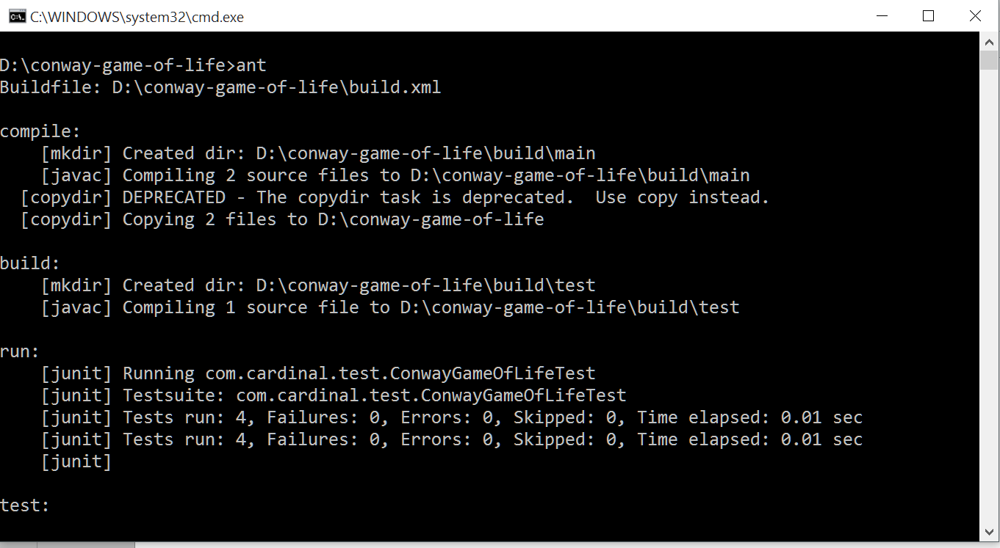 C:\WINDOWS\system32\cmd.exe
D:\conway-game-of-life>ant
Buildfile: D:\conway-game-of-life\build.xml
compile:
    [mkdir] Created dir: D:\conway-game-of-life\build\main
    [javac] Compiling 2 source files to D:\conway-game-of-life\build\main
  [copydir] DEPRECATED - The copydir task is deprecated.  Use copy instead.
  [copydir] Copying 2 files to D:\conway-game-of-life
build:
    [mkdir] Created dir: D:\conway-game-of-life\build\test
    [javac] Compiling 1 source file to D:\conway-game-of-life\build\test
run:
    [junit] Running com.cardinal.test.ConwayGameOfLifeTest
    [junit] Testsuite: com.cardinal.test.ConwayGameOfLifeTest
    [junit] Tests run: 4, Failures: 0, Errors: 0, Skipped: 0, Time elapsed: 0.01 sec
    [junit] Tests run: 4, Failures: 0, Errors: 0, Skipped: 0, Time elapsed: 0.01 sec
    [junit]
test: